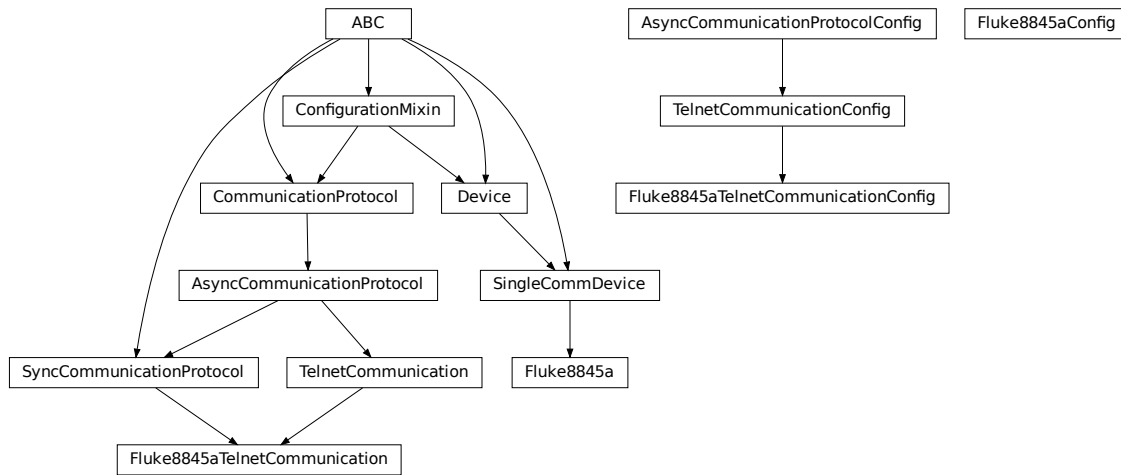 ABC
AsyncCommunicationProtocolConfig
Fluke8845aConfig
ConfigurationMixin
TelnetCommunicationConfig
CommunicationProtocol
Device
Fluke8845aTelnetCommunicationConfig
AsyncCommunicationProtocol
SingleCommDevice
SyncCommunicationProtocol
TelnetCommunication
Fluke8845a
Fluke8845aTelnetCommunication